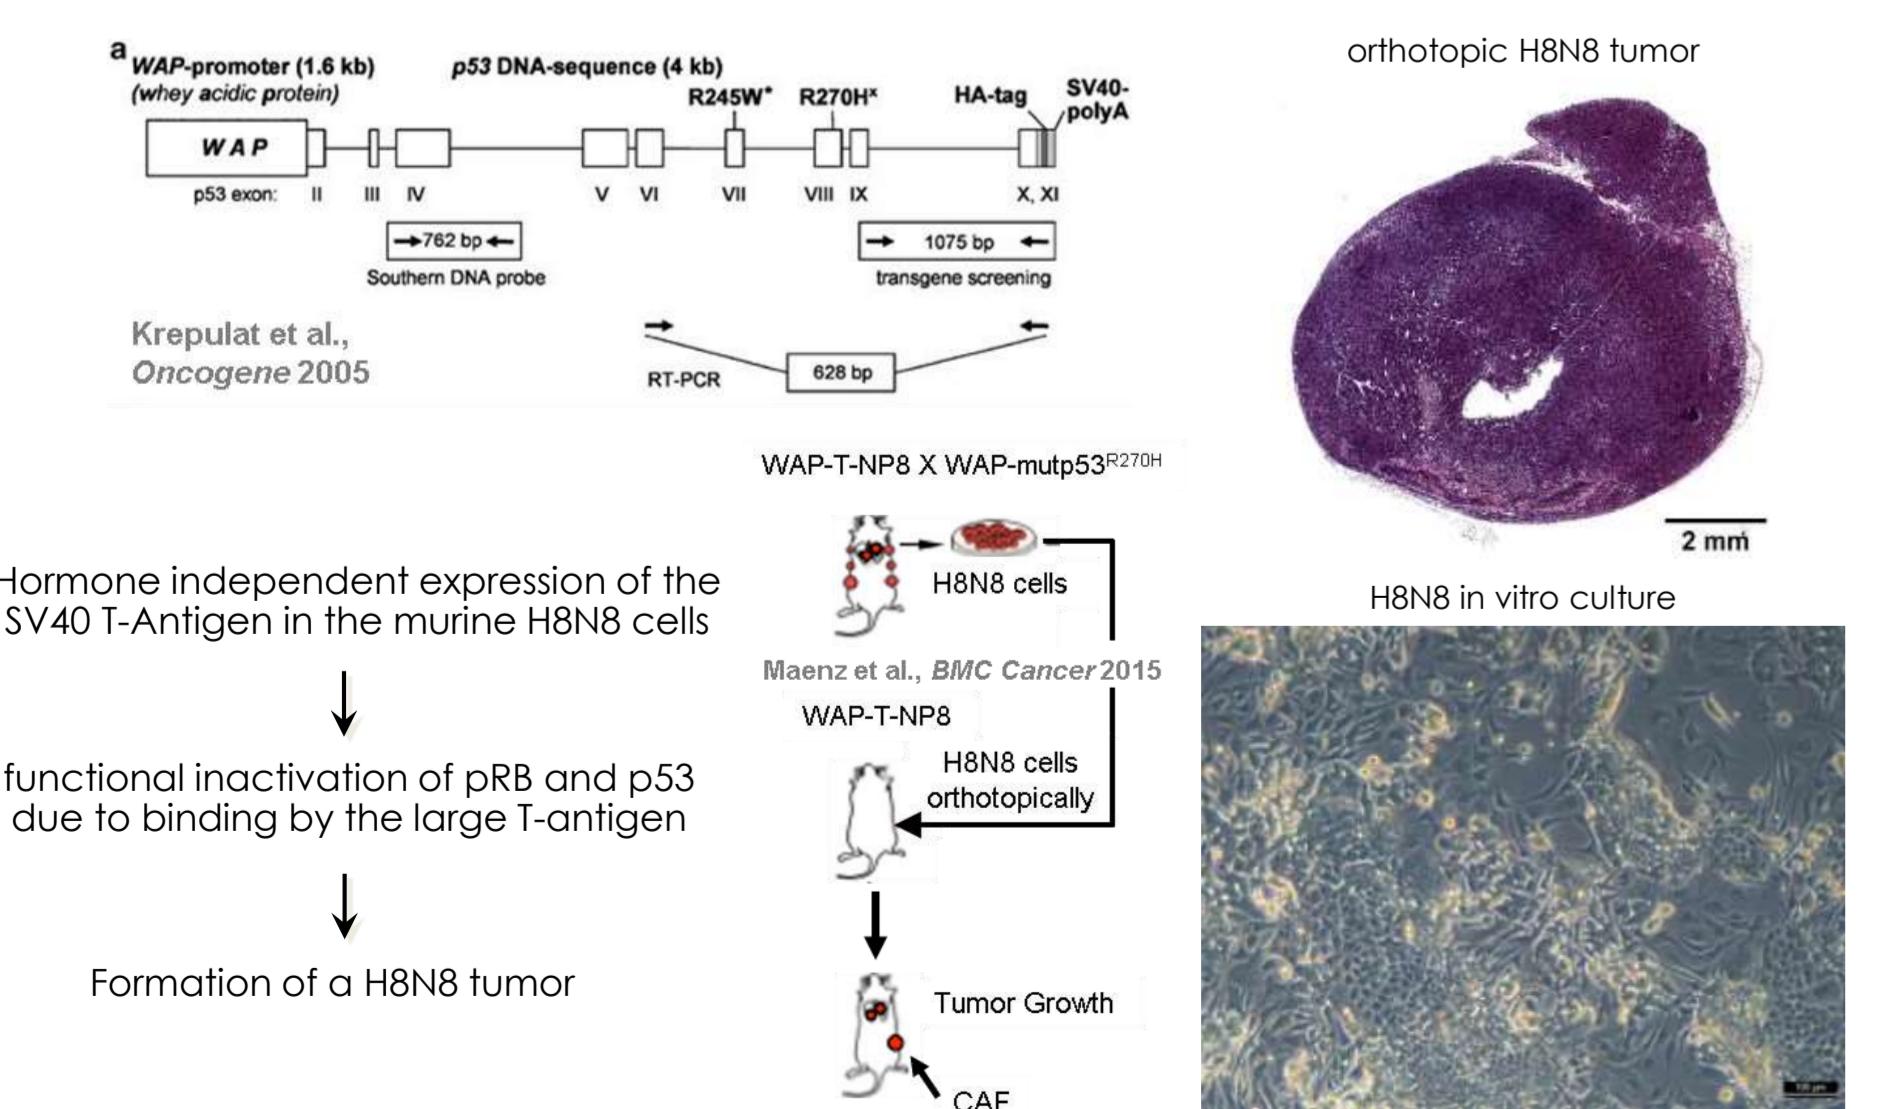 a
WAP-promoter (1.6 kb)
(whey acidic protein)
p53 DNA-sequence (4 kb)
R245W*
R270Hx
HA-tag
SV40-
polyA
WAP
p53 exon: II III IV V VI VII VIII IX X, XI
762 bp
Southern DNA probe
1075 bp
transgene screening
Krepulat et al.,
Oncogene 2005
RT-PCR
628 bp
orthotopic H8N8 tumor
2 mm
WAP-T-NP8 X WAP-mutp53R270H
H8N8 cells
Maenz et al., BMC Cancer 2015
WAP-T-NP8
H8N8 cells
orthotopically
Tumor Growth
CAF
Hormone independent expression of the
SV40 T-Antigen in the murine H8N8 cells
functional inactivation of pRB and p53
due to binding by the large T-antigen
Formation of a H8N8 tumor
H8N8 in vitro culture
100 µm